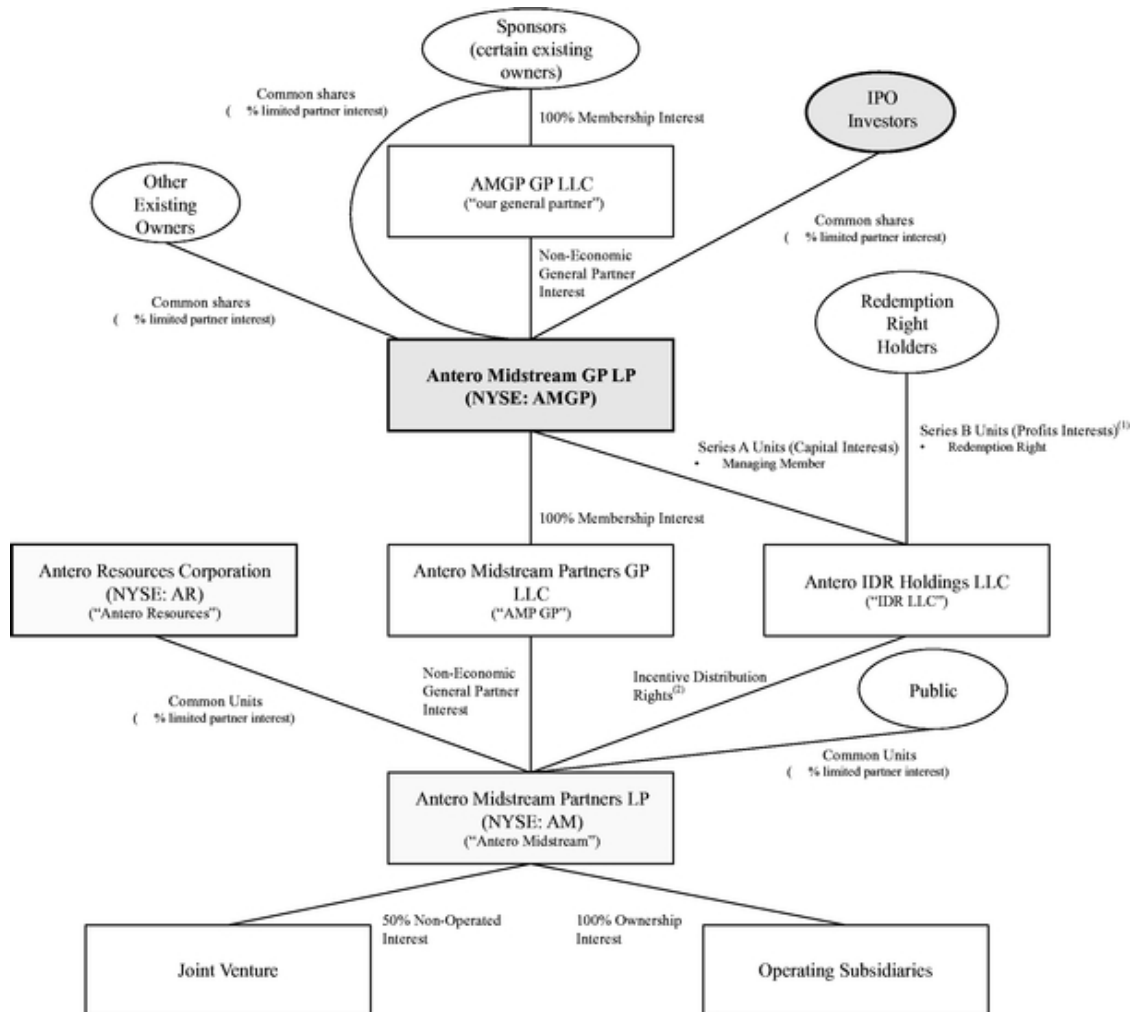 Sponsors
(certain existing
owners)
Common shares
(    % limited partner interest)
100% Membership Interest
IPO
Investors
AMGP GP LLC
(“our general partner”)
Other
Existing
Owners
Common shares
(    % limited partner interest)
Non-Economic
General Partner
Interest
Common shares
(    % limited partner interest)
Redemption
Right
Holders
Antero Midstream GP LP
(NYSE: AMGP)
Series A Units (Capital Interests)
• Managing Member
Series B Units (Profits Interests)(1)
• Redemption Right
100% Membership Interest
Antero Resources Corporation
(NYSE: AR)
(“Antero Resources”)
Antero Midstream Partners GP
LLC
(“AMP GP”)
Antero IDR Holdings LLC
(“IDR LLC”)
Common Units
(    % limited partner interest)
Non-Economic
General Partner
Interest
Incentive Distribution
Rights(2)
Public
Common Units
(    % limited partner interest)
Antero Midstream Partners LP
(NYSE: AM)
(“Antero Midstream”)
50% Non-Operated
Interest
100% Ownership
Interest
Joint Venture
Operating Subsidiaries